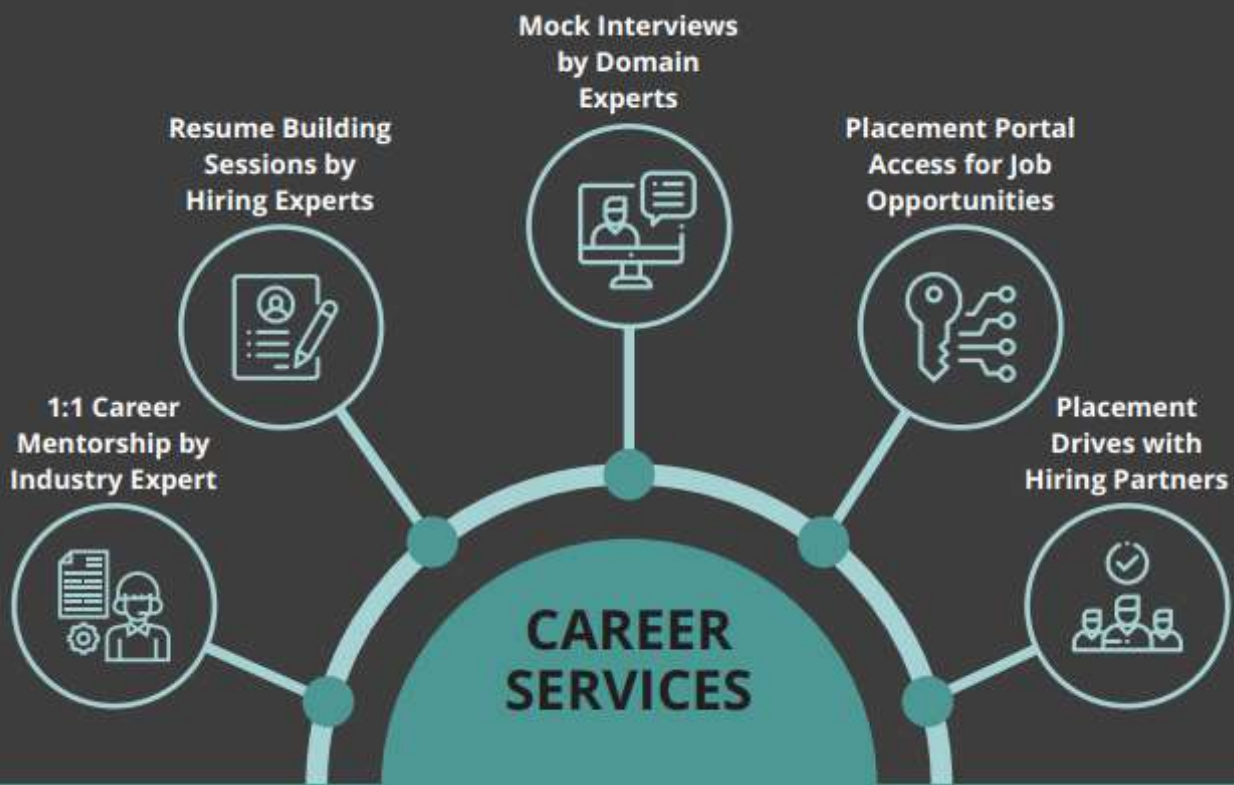 1:1 Career
Mentorship by
Industry Expert
Resume Building
Sessions by
Hiring Experts
Mock Interviews
by Domain
Experts
Placement Portal
Access for Job
Opportunities
Placement
Drives with
Hiring Partners
CAREER
SERVICES